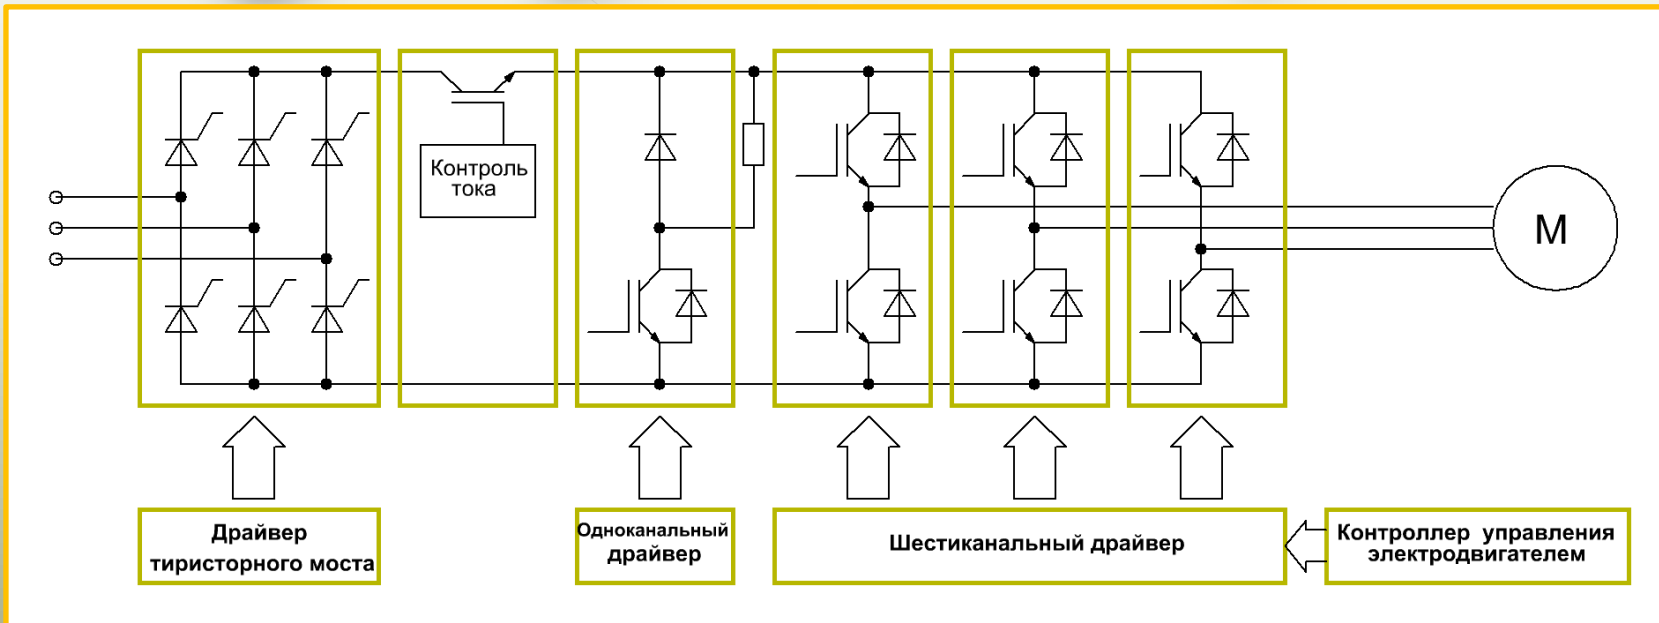 Контроль
тока
M
Драйвер
тиристорного моста
Одноканальный
драйвер
Шестиканальный драйвер
Контроллер управления
электродвигателем